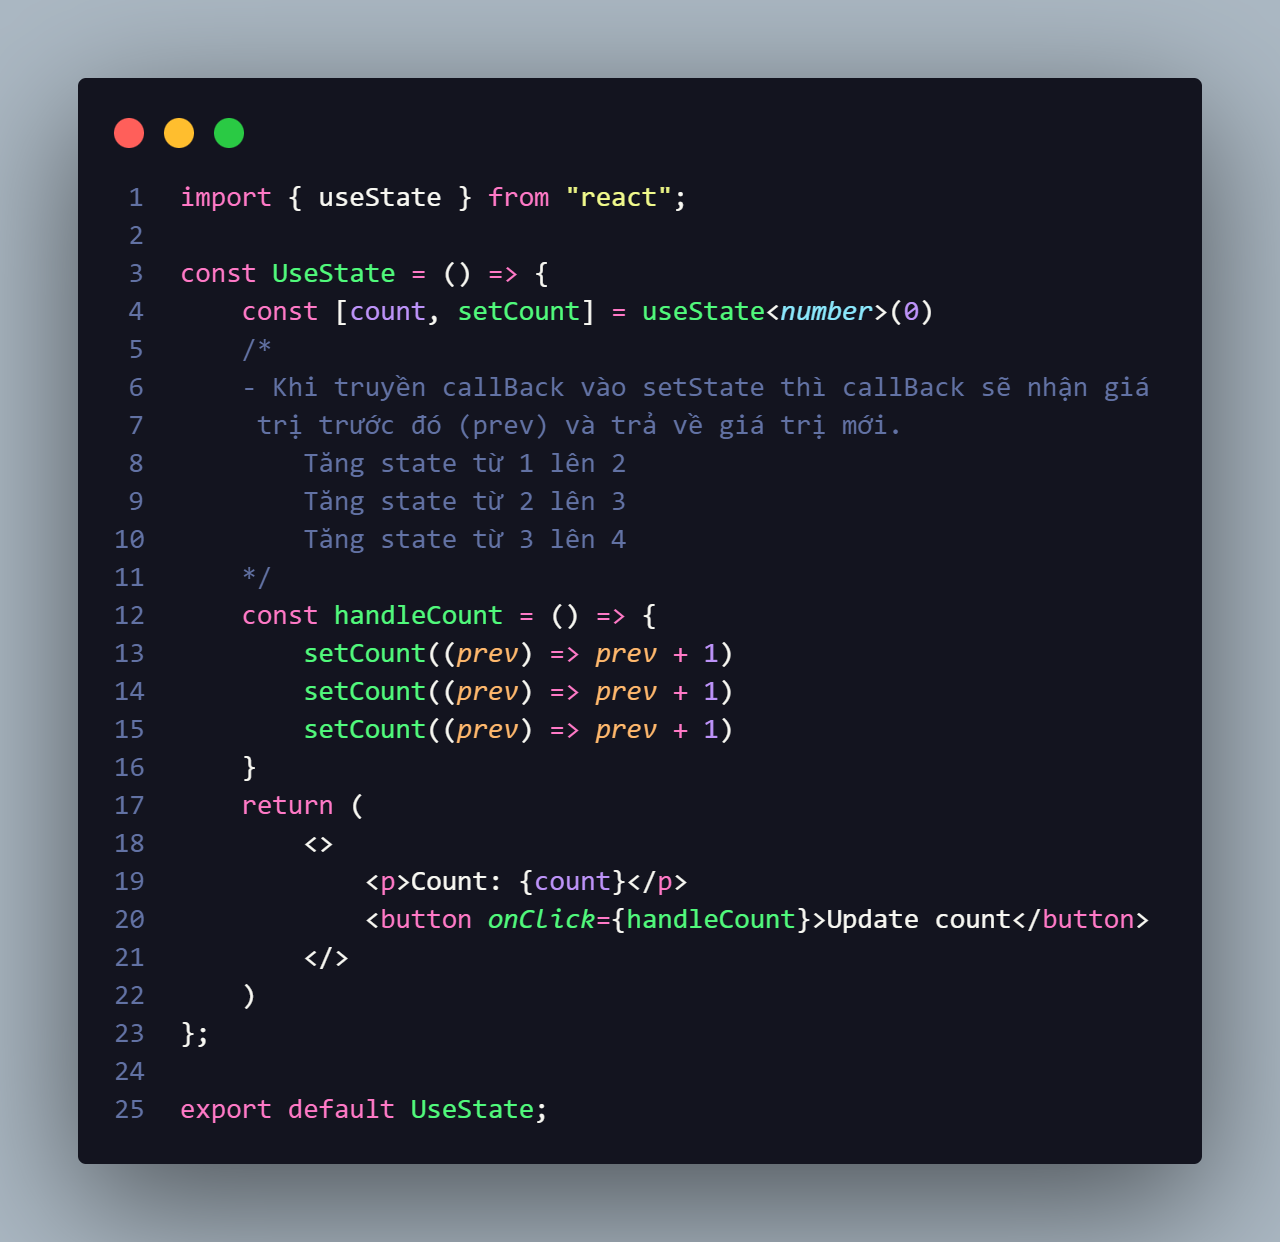 1 import { useState } from "react";
2
3 const UseState = () => {
4     const [count, setCount] = useState<number>(0)
5     /*
6     - Khi truyền callBack vào setState thì callBack sẽ nhận giá
7      trị trước đó (prev) và trả về giá trị mới.
8         Tăng state từ 1 lên 2
9         Tăng state từ 2 lên 3
10         Tăng state từ 3 lên 4
11     */
12     const handleCount = () => {
13         setCount((prev) => prev + 1)
14         setCount((prev) => prev + 1)
15         setCount((prev) => prev + 1)
16     }
17     return (
18         <>
19             <p>Count: {count}</p>
20             <button onClick={handleCount}>Update count</button>
21         </>
22     )
23 };
24
25 export default UseState;